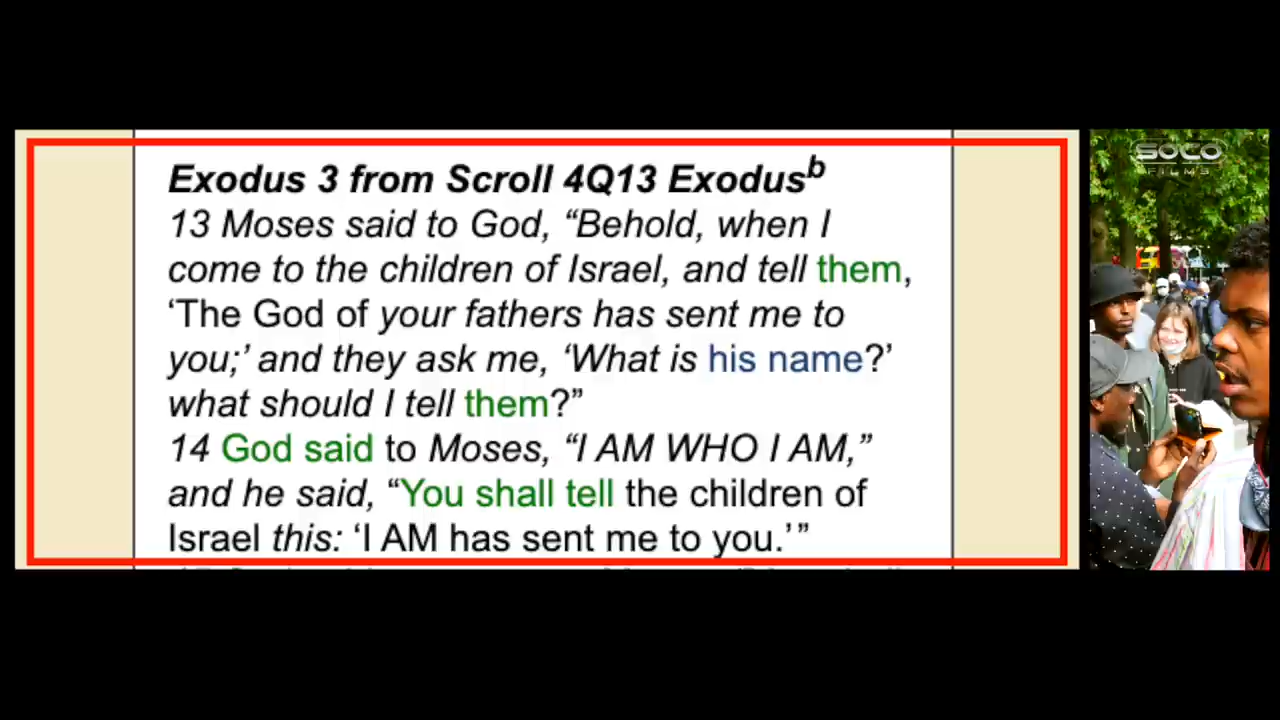 Exodus 3 from Scroll 4Q13 Exodusᵇ
13 Moses said to God, “Behold, when I
come to the children of Israel, and tell them,
‘The God of your fathers has sent me to
you;’ and they ask me, ‘What is his name?’
what should I tell them?”
14 God said to Moses, “I AM WHO I AM,”
and he said, “You shall tell the children of
Israel this: ‘I AM has sent me to you.’”
SOCO
FILMS